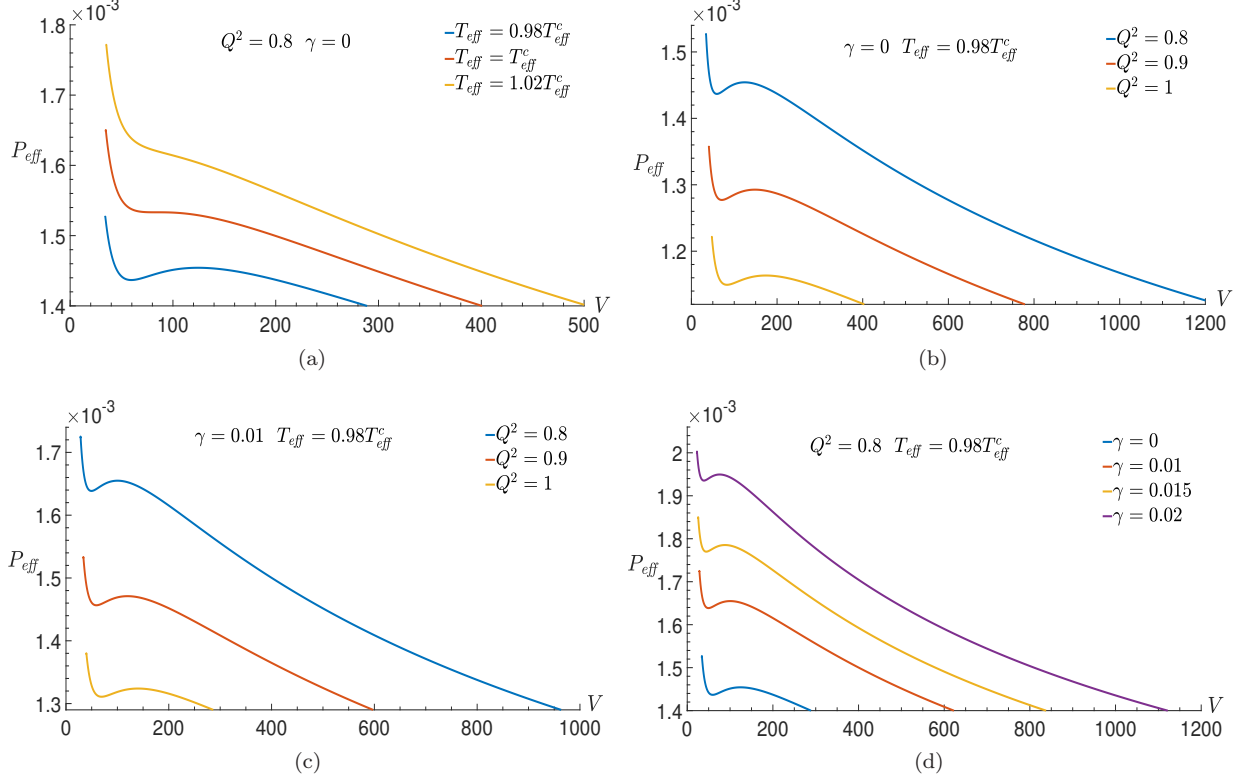 ×10⁻³
1.8
1.7
1.6
1.5
1.4
P_eff
Q² = 0.8 γ = 0
T_eff = 0.98T^c_eff
T_eff = T^c_eff
T_eff = 1.02T^c_eff
0 100 200 300 400 500
V
(a)
×10⁻³
1.5
1.4
1.3
1.2
P_eff
γ = 0 T_eff = 0.98T^c_eff
Q² = 0.8
Q² = 0.9
Q² = 1
0 200 400 600 800 1000 1200
V
(b)
×10⁻³
1.7
1.6
1.5
1.4
1.3
P_eff
γ = 0.01 T_eff = 0.98T^c_eff
Q² = 0.8
Q² = 0.9
Q² = 1
0 200 400 600 800 1000
V
(c)
×10⁻³
2
1.9
1.8
1.7
1.6
1.5
1.4
P_eff
Q² = 0.8 T_eff = 0.98T^c_eff
γ = 0
γ = 0.01
γ = 0.015
γ = 0.02
0 200 400 600 800 1000 1200
V
(d)